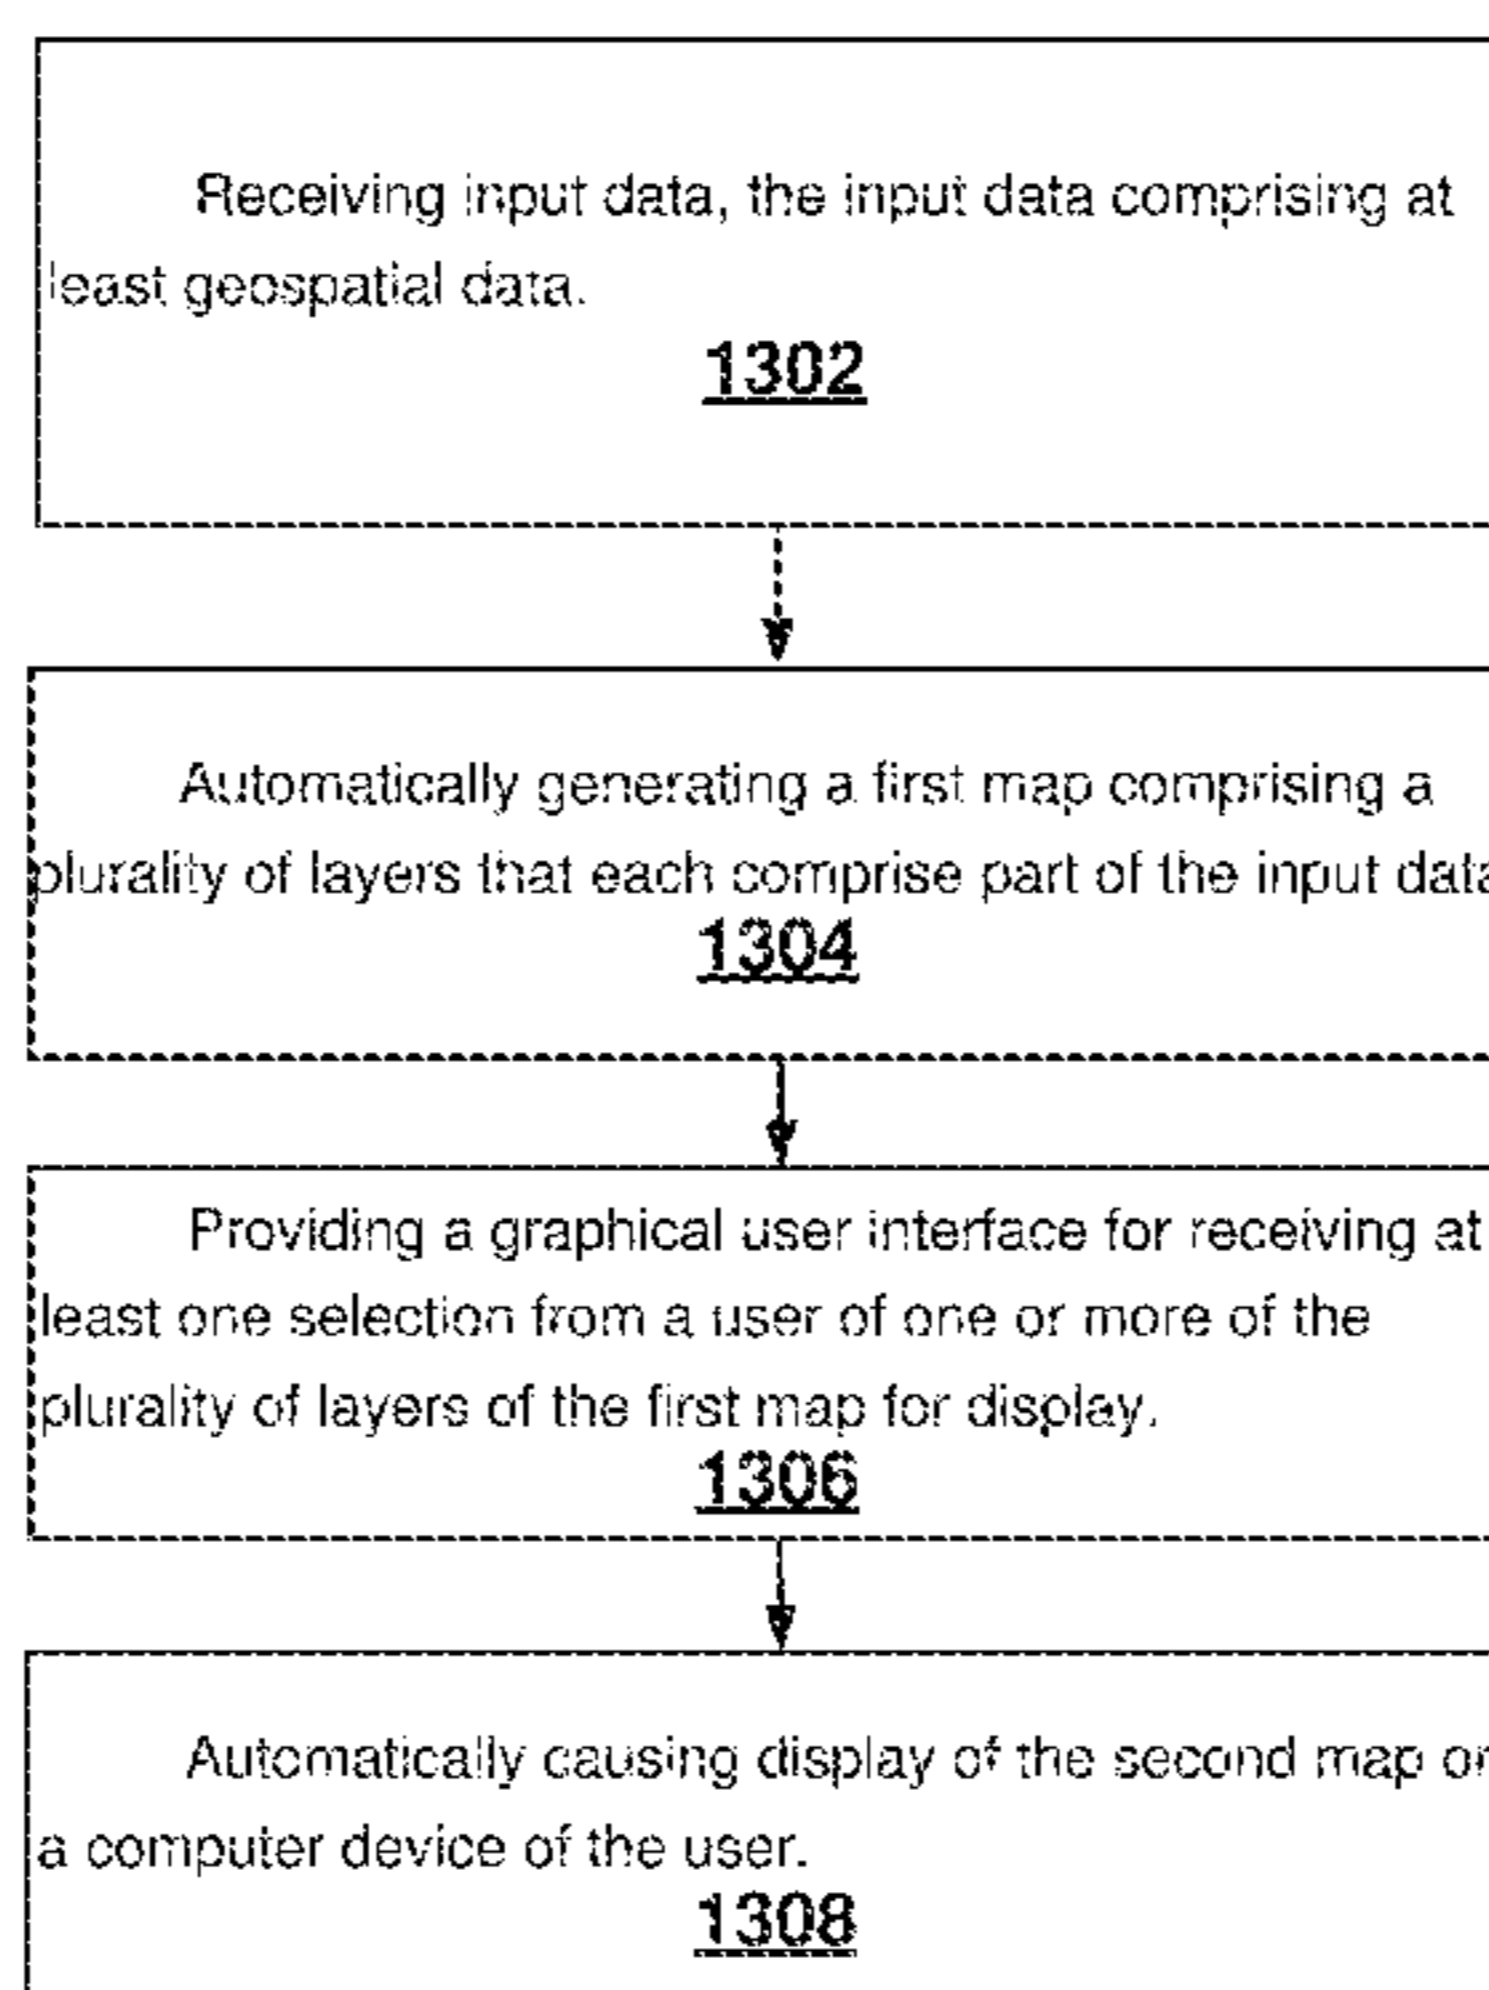 Receiving input data, the input data comprising at
least geospatial data.
1302
Automatically generating a first map comprising a
plurality of layers that each comprise part of the input data
1304
Providing a graphical user interface for receiving at
least one selection from a user of one or more of the
plurality of layers of the first map for display.
1306
Automatically causing display of the second map on
a computer device of the user.
1308